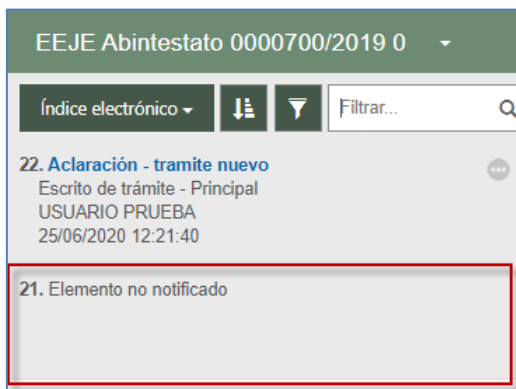 EEJE Abintestato 0000700/2019 0
Índice electrónico
Filtrar...
22. Aclaración - tramite nuevo
Escrito de trámite - Principal
USUARIO PRUEBA
25/06/2020 12:21:40
21. Elemento no notificado